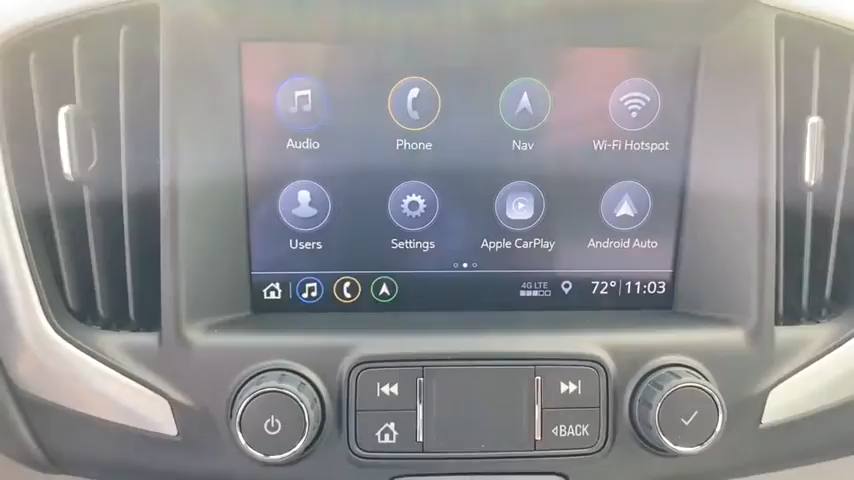 Audio Phone Nav Wi-Fi Hotspot
Users Settings Apple CarPlay Android Auto
4G LTE 72° 11:03
BACK